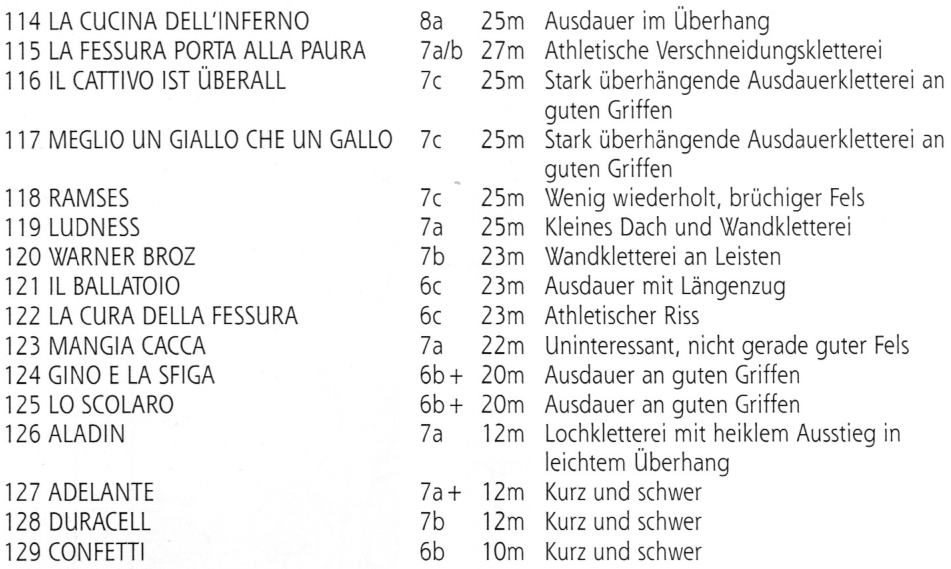 114 LA CUCINA DELL'INFERNO 8a 25m Ausdauer im Überhang
115 LA FESSURA PORTA ALLA PAURA 7a/b 27m Athletische Verschneidungskletterei
116 IL CATTIVO IST ÜBERALL 7c 25m Stark überhängende Ausdauerkletterei an
guten Griffen
117 MEGLIO UN GIALLO CHE UN GALLO 7c 25m Stark überhängende Ausdauerkletterei an
guten Griffen
118 RAMSES 7c 25m Wenig wiederholt, brüchiger Fels
119 LUDNESS 7a 25m Kleines Dach und Wandkletterei
120 WARNER BROZ 7b 23m Wandkletterei an Leisten
121 IL BALLATOIO 6c 23m Ausdauer mit Längenzug
122 LA CURA DELLA FESSURA 6c 23m Athletischer Riss
123 MANGIA CACCA 7a 22m Uninteressant, nicht gerade guter Fels
124 GINO E LA SFIGA 6b+ 20m Ausdauer an guten Griffen
125 LO SCOLARO 6b+ 20m Ausdauer an guten Griffen
126 ALADIN 7a 12m Lochkletterei mit heiklem Ausstieg in
leichtem Überhang
127 ADELANTE 7a+ 12m Kurz und schwer
128 DURACELL 7b 12m Kurz und schwer
129 CONFETTI 6b 10m Kurz und schwer